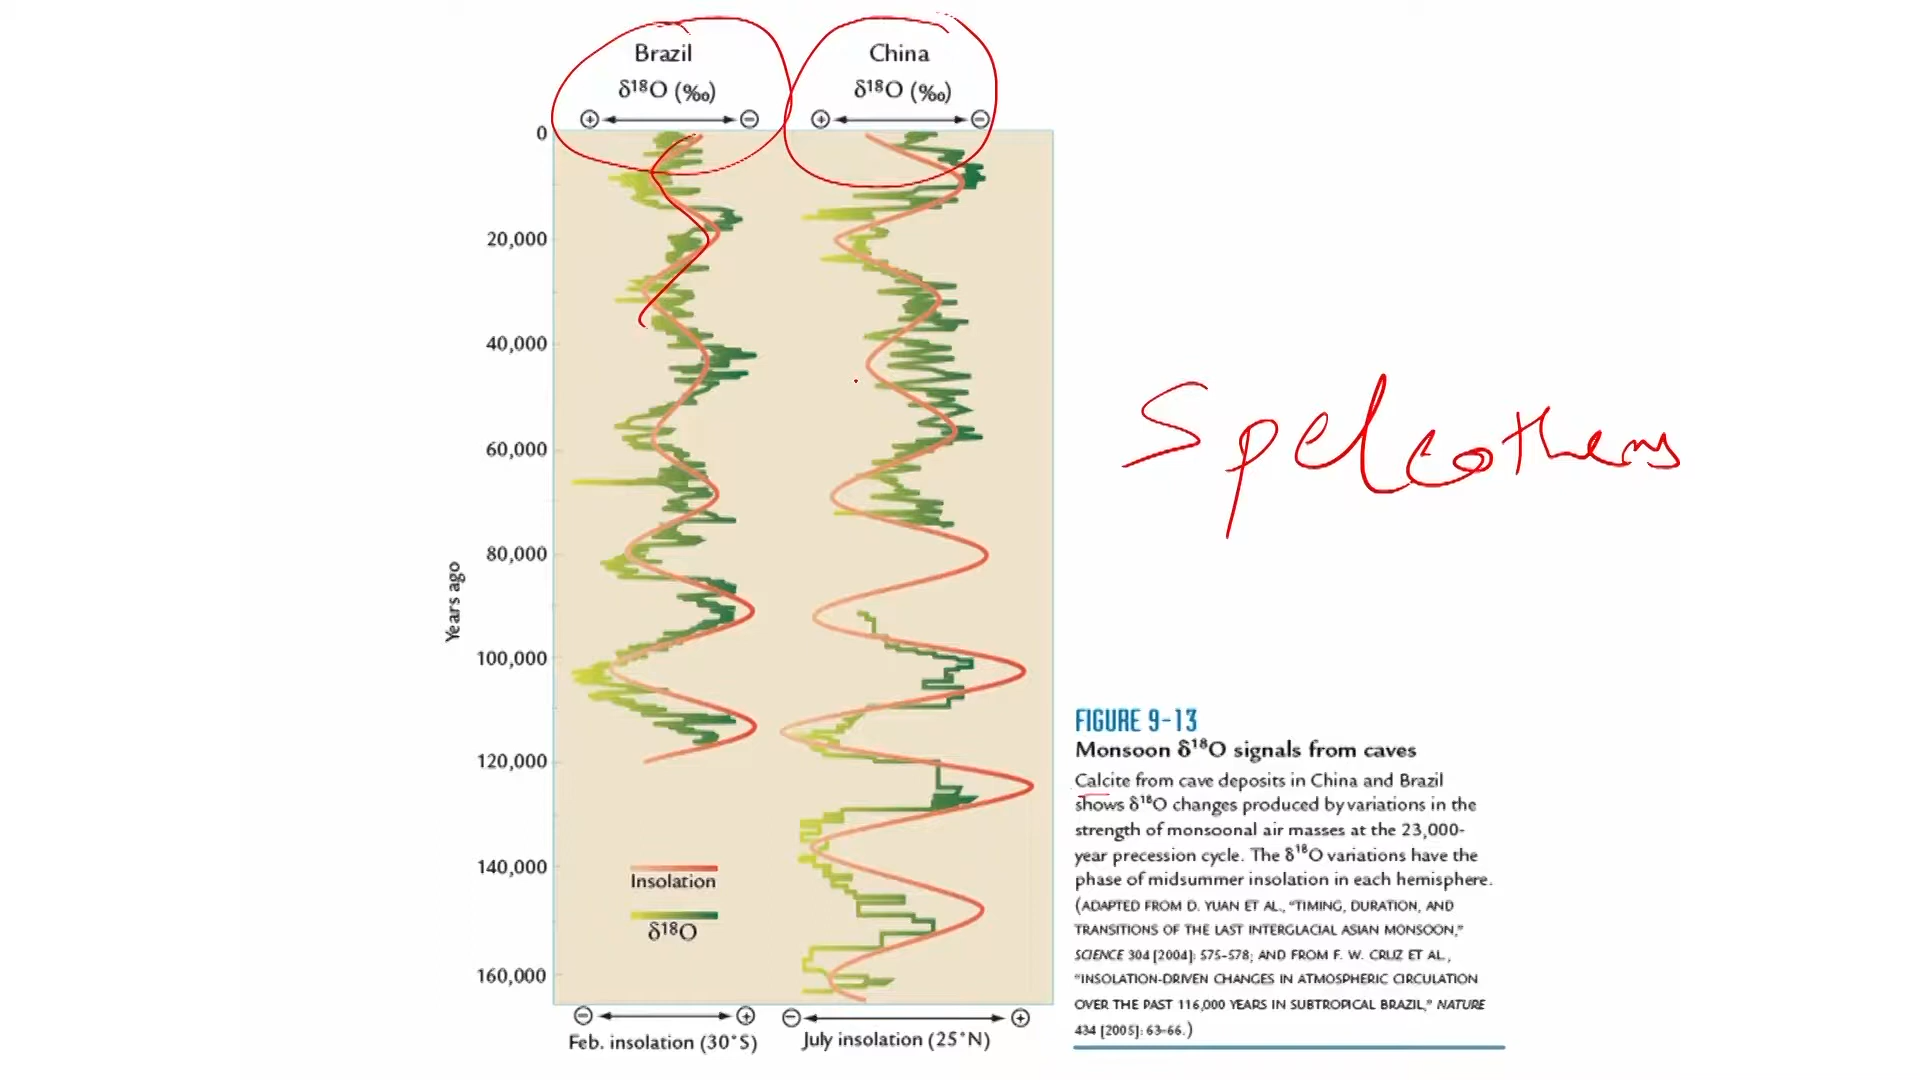 Brazil
δ¹⁸O (‰)
+ −
China
δ¹⁸O (‰)
+ −
0
20,000
40,000
60,000
80,000
100,000
120,000
140,000
160,000
Years ago
Insolation
δ¹⁸O
− +
Feb. insolation (30°S)
− +
July insolation (25°N)
Speleothems
FIGURE 9-13
Monsoon δ¹⁸O signals from caves
Calcite from cave deposits in China and Brazil
shows δ¹⁸O changes produced by variations in the
strength of monsoonal air masses at the 23,000-
year precession cycle. The δ¹⁸O variations have the
phase of midsummer insolation in each hemisphere.
(ADAPTED FROM D. YUAN ET AL., "TIMING, DURATION, AND
TRANSITIONS OF THE LAST INTERGLACIAL ASIAN MONSOON,"
SCIENCE 304 [2004]: 575-578; AND FROM F. W. CRUZ ET AL.,
"INSOLATION-DRIVEN CHANGES IN ATMOSPHERIC CIRCULATION
OVER THE PAST 116,000 YEARS IN SUBTROPICAL BRAZIL," NATURE
434 [2005]: 63-66.)